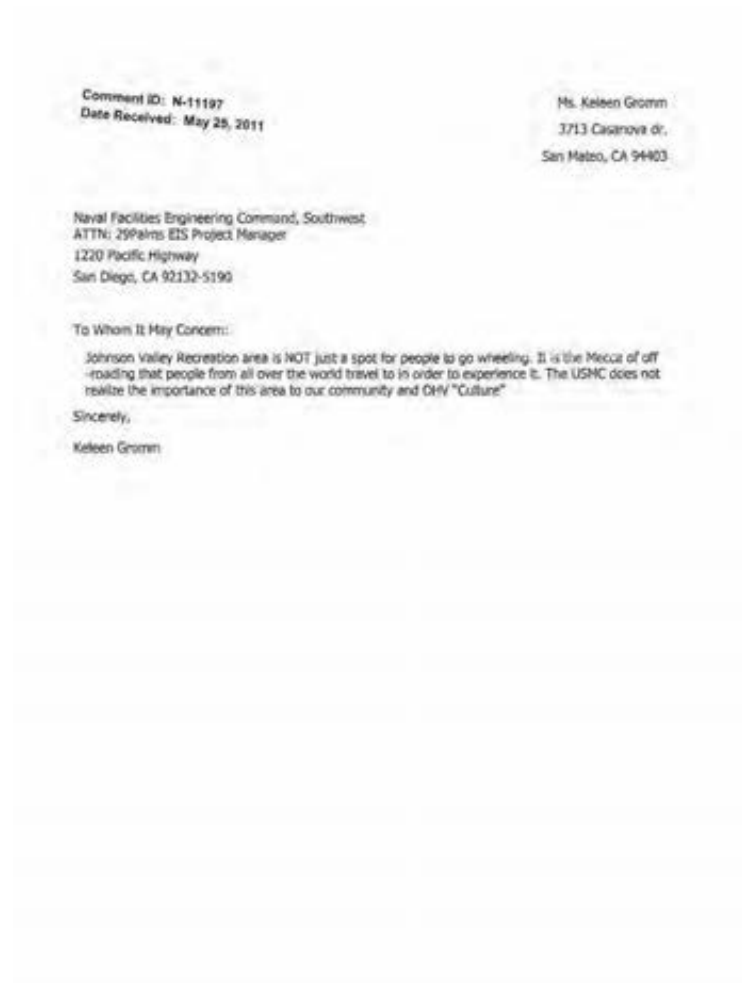 Comment ID: N-11197
Date Received: May 25, 2011
Ms. Keleen Gromm
3713 Casanova dr.
San Mateo, CA 94403
Naval Facilities Engineering Command, Southwest
ATTN: 29Palms EIS Project Manager
1220 Pacific Highway
San Diego, CA 92132-5190
To Whom It May Concern:
Johnson Valley Recreation area is NOT just a spot for people to go wheeling. It is the Mecca of off
-roading that people from all over the world travel to in order to experience it. The USMC does not
realize the importance of this area to our community and OHV "Culture"
Sincerely,
Keleen Gromm